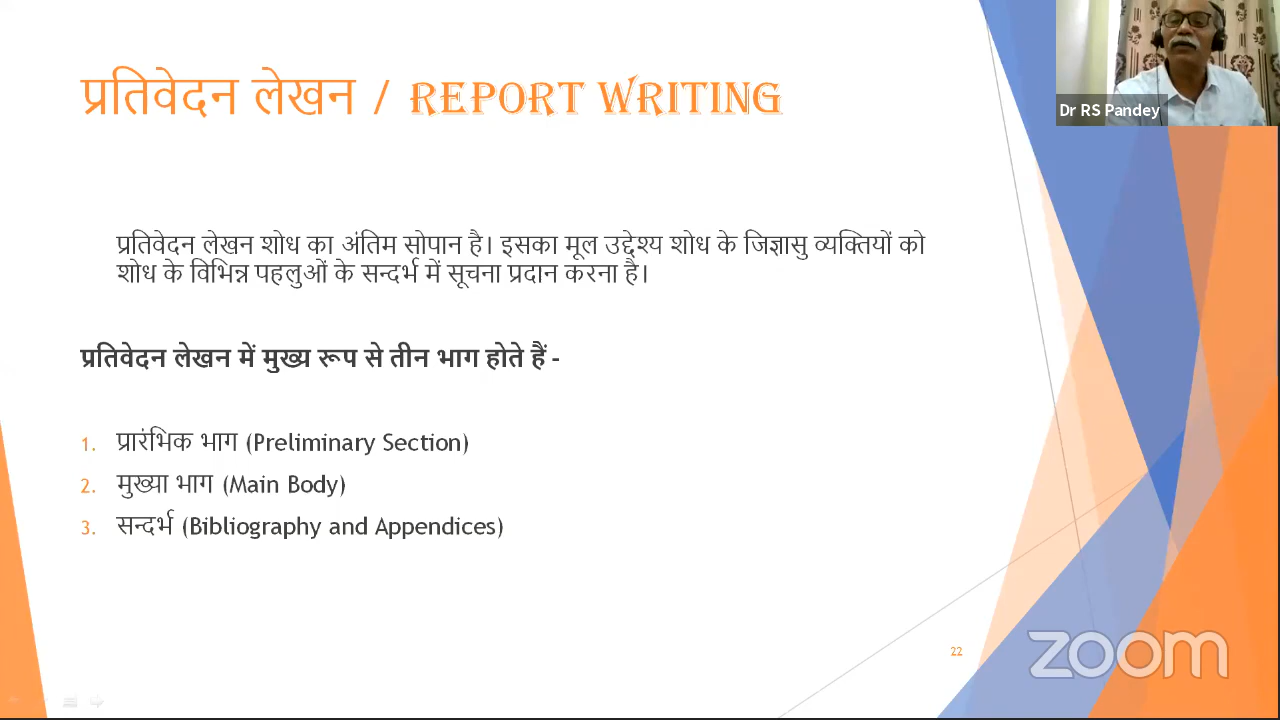 प्रतिवेदन लेखन / REPORT WRITING
Dr RS Pandey
प्रतिवेदन लेखन शोध का अंतिम सोपान है। इसका मूल उद्देश्य शोध के जिज्ञासु व्यक्तियों को
शोध के विभिन्न पहलुओं के सन्दर्भ में सूचना प्रदान करना है।
प्रतिवेदन लेखन में मुख्य रूप से तीन भाग होते हैं -
1. प्रारंभिक भाग (Preliminary Section)
2. मुख्या भाग (Main Body)
3. सन्दर्भ (Bibliography and Appendices)
22
zoom